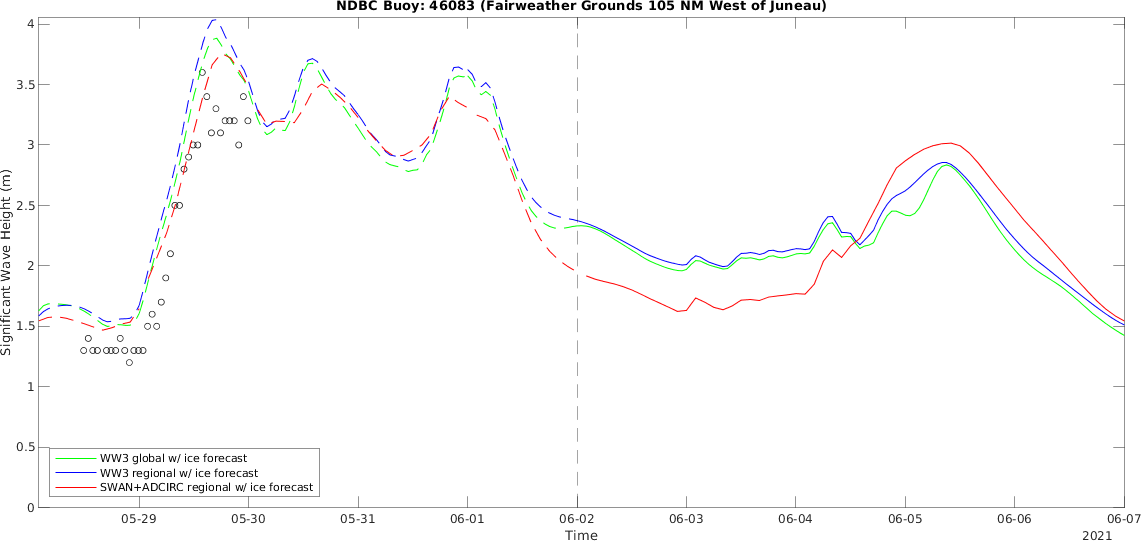 NDBC Buoy: 46083 (Fairweather Grounds 105 NM West of Juneau)
4
3.5
3
2.5
2
1.5
1
0.5
0
Significant Wave Height (m)
WW3 global w/ ice forecast
WW3 regional w/ ice forecast
SWAN+ADCIRC regional w/ ice forecast
05-29 05-30 05-31 06-01 06-02 06-03 06-04 06-05 06-06 06-07
Time
2021